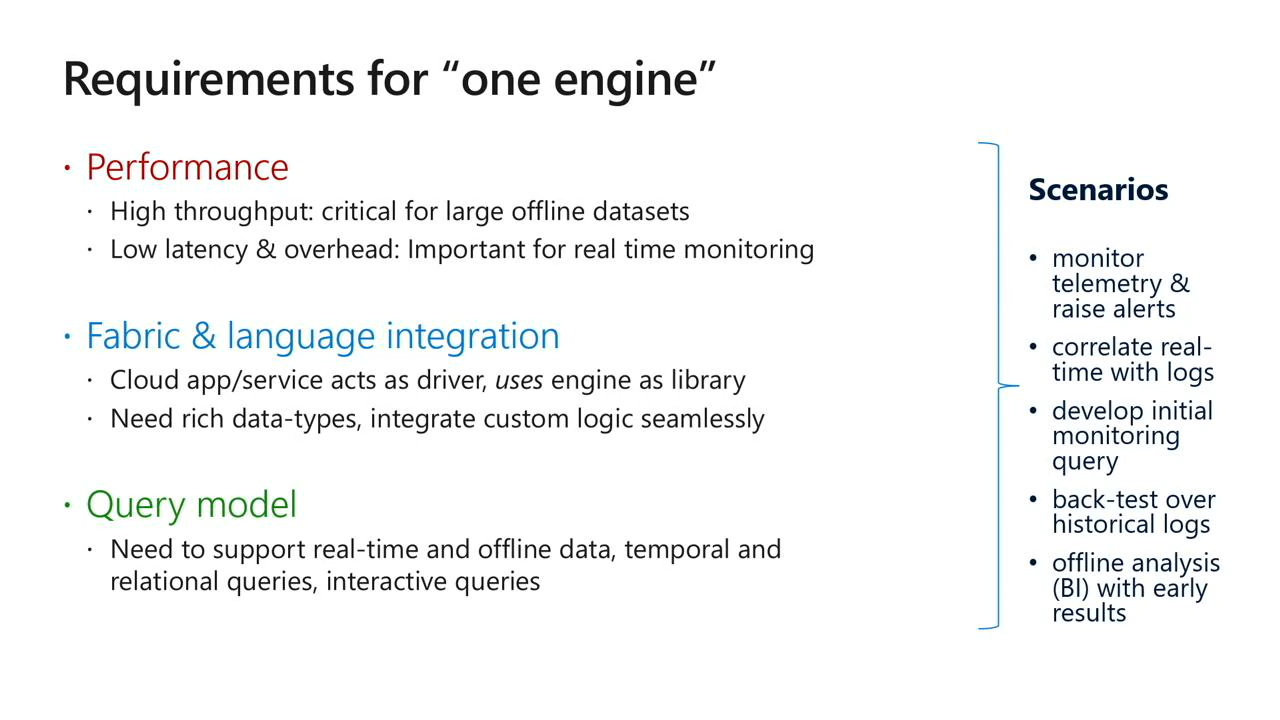 Requirements for “one engine”
• Performance
• High throughput: critical for large offline datasets
• Low latency & overhead: Important for real time monitoring
• Fabric & language integration
• Cloud app/service acts as driver, uses engine as library
• Need rich data-types, integrate custom logic seamlessly
• Query model
• Need to support real-time and offline data, temporal and
relational queries, interactive queries
Scenarios
• monitor
telemetry &
raise alerts
• correlate real-
time with logs
• develop initial
monitoring
query
• back-test over
historical logs
• offline analysis
(BI) with early
results